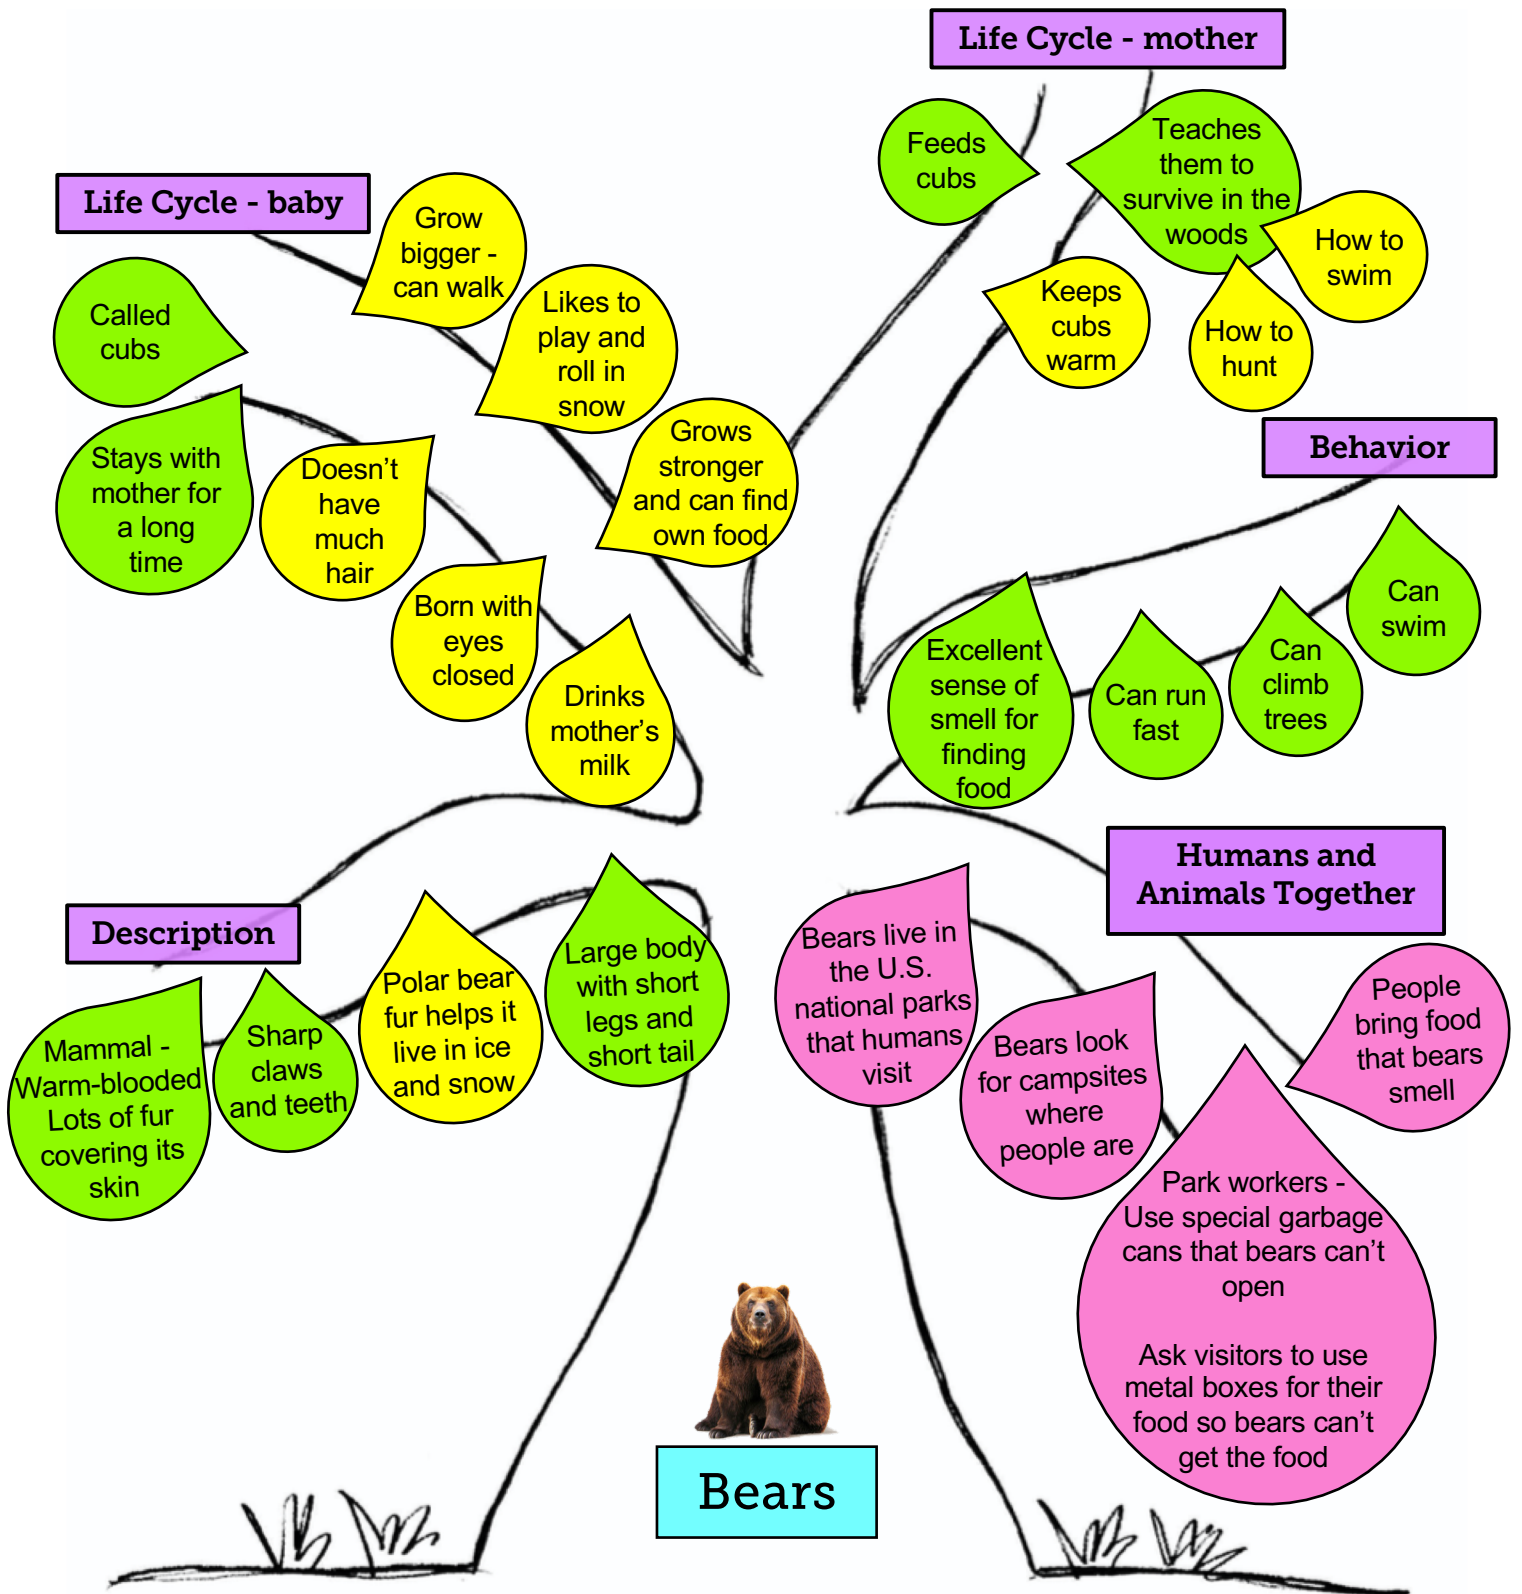 Life Cycle - mother
Feeds
cubs
Teaches
them to
survive in the
woods
How to
swim
How to
hunt
Keeps
cubs
warm
Life Cycle - baby
Grow
bigger -
can walk
Likes to
play and
roll in
snow
Grows
stronger
and can find
own food
Called
cubs
Stays with
mother for
a long
time
Doesn’t
have
much
hair
Born with
eyes
closed
Drinks
mother’s
milk
Behavior
Excellent
sense of
smell for
finding
food
Can run
fast
Can
climb
trees
Can
swim
Description
Mammal -
Warm-blooded
Lots of fur
covering its
skin
Sharp
claws
and teeth
Polar bear
fur helps it
live in ice
and snow
Large body
with short
legs and
short tail
Humans and
Animals Together
Bears live in
the U.S.
national parks
that humans
visit
Bears look
for campsites
where
people are
People
bring food
that bears
smell
Park workers -
Use special garbage
cans that bears can’t
open
Ask visitors to use
metal boxes for their
food so bears can’t
get the food
Bears